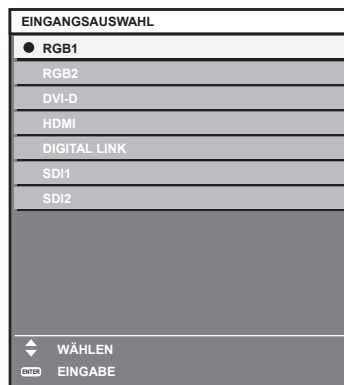 EINGANGSAUSWAHL
RGB1
RGB2
DVI-D
HDMI
DIGITAL LINK
SDI1
SDI2
WÄHLEN
ENTER EINGABE